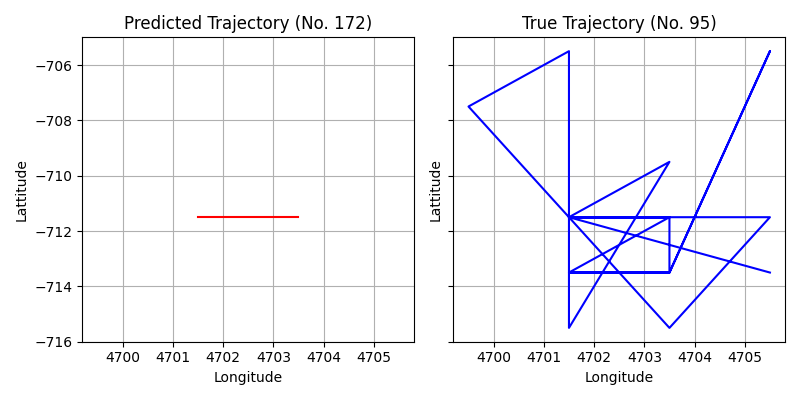 Predicted Trajectory (No. 172)
True Trajectory (No. 95)
Lattitude
−706
−708
−710
−712
−714
−716
4700 4701 4702 4703 4704 4705
Longitude
Lattitude
4700 4701 4702 4703 4704 4705
Longitude